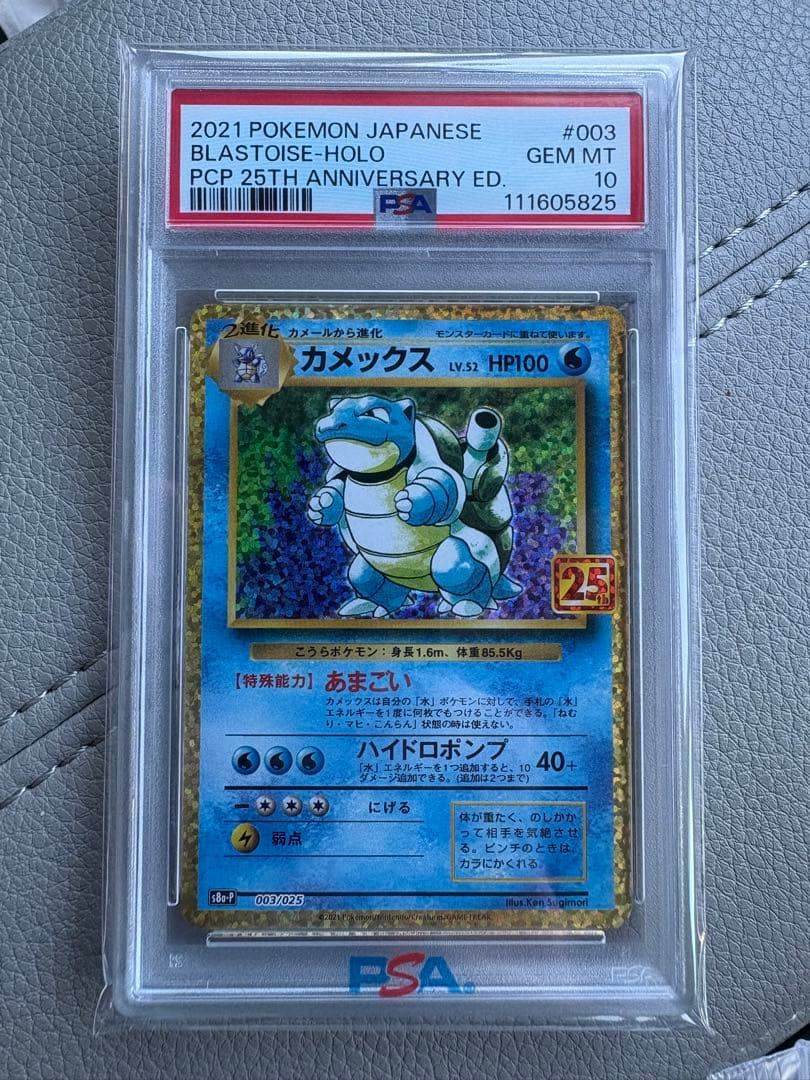 2021 POKEMON JAPANESE #003
BLASTOISE-HOLO GEM MT
PCP 25TH ANNIVERSARY ED. 10
PSA 111605825
2進化 カメールから進化 モンスターカードに重ねて使います。
カメックス LV.52 HP100
25th
こうらポケモン：身長1.6m、体重85.5Kg
【特殊能力】あまごい
カメックスは自分の「水」ポケモンに対して、手札の「水」
エネルギーを1度に何枚でもつけることができる。「ねむ
り・マヒ・こんらん」状態の時は使えない。
ハイドロポンプ 40+
「水」エネルギーを1つ追加すると、10
ダメージ追加できる。(追加は2つまで)
にげる
弱点
体が重たく、のしかか
って相手を気絶させ
る。ピンチのときは、
カラにかくれる。
s8a-P 003/025 Illus.Ken Sugimori
©2021 Pokémon/Nintendo/Creatures/GAME FREAK.
PSA
PSA